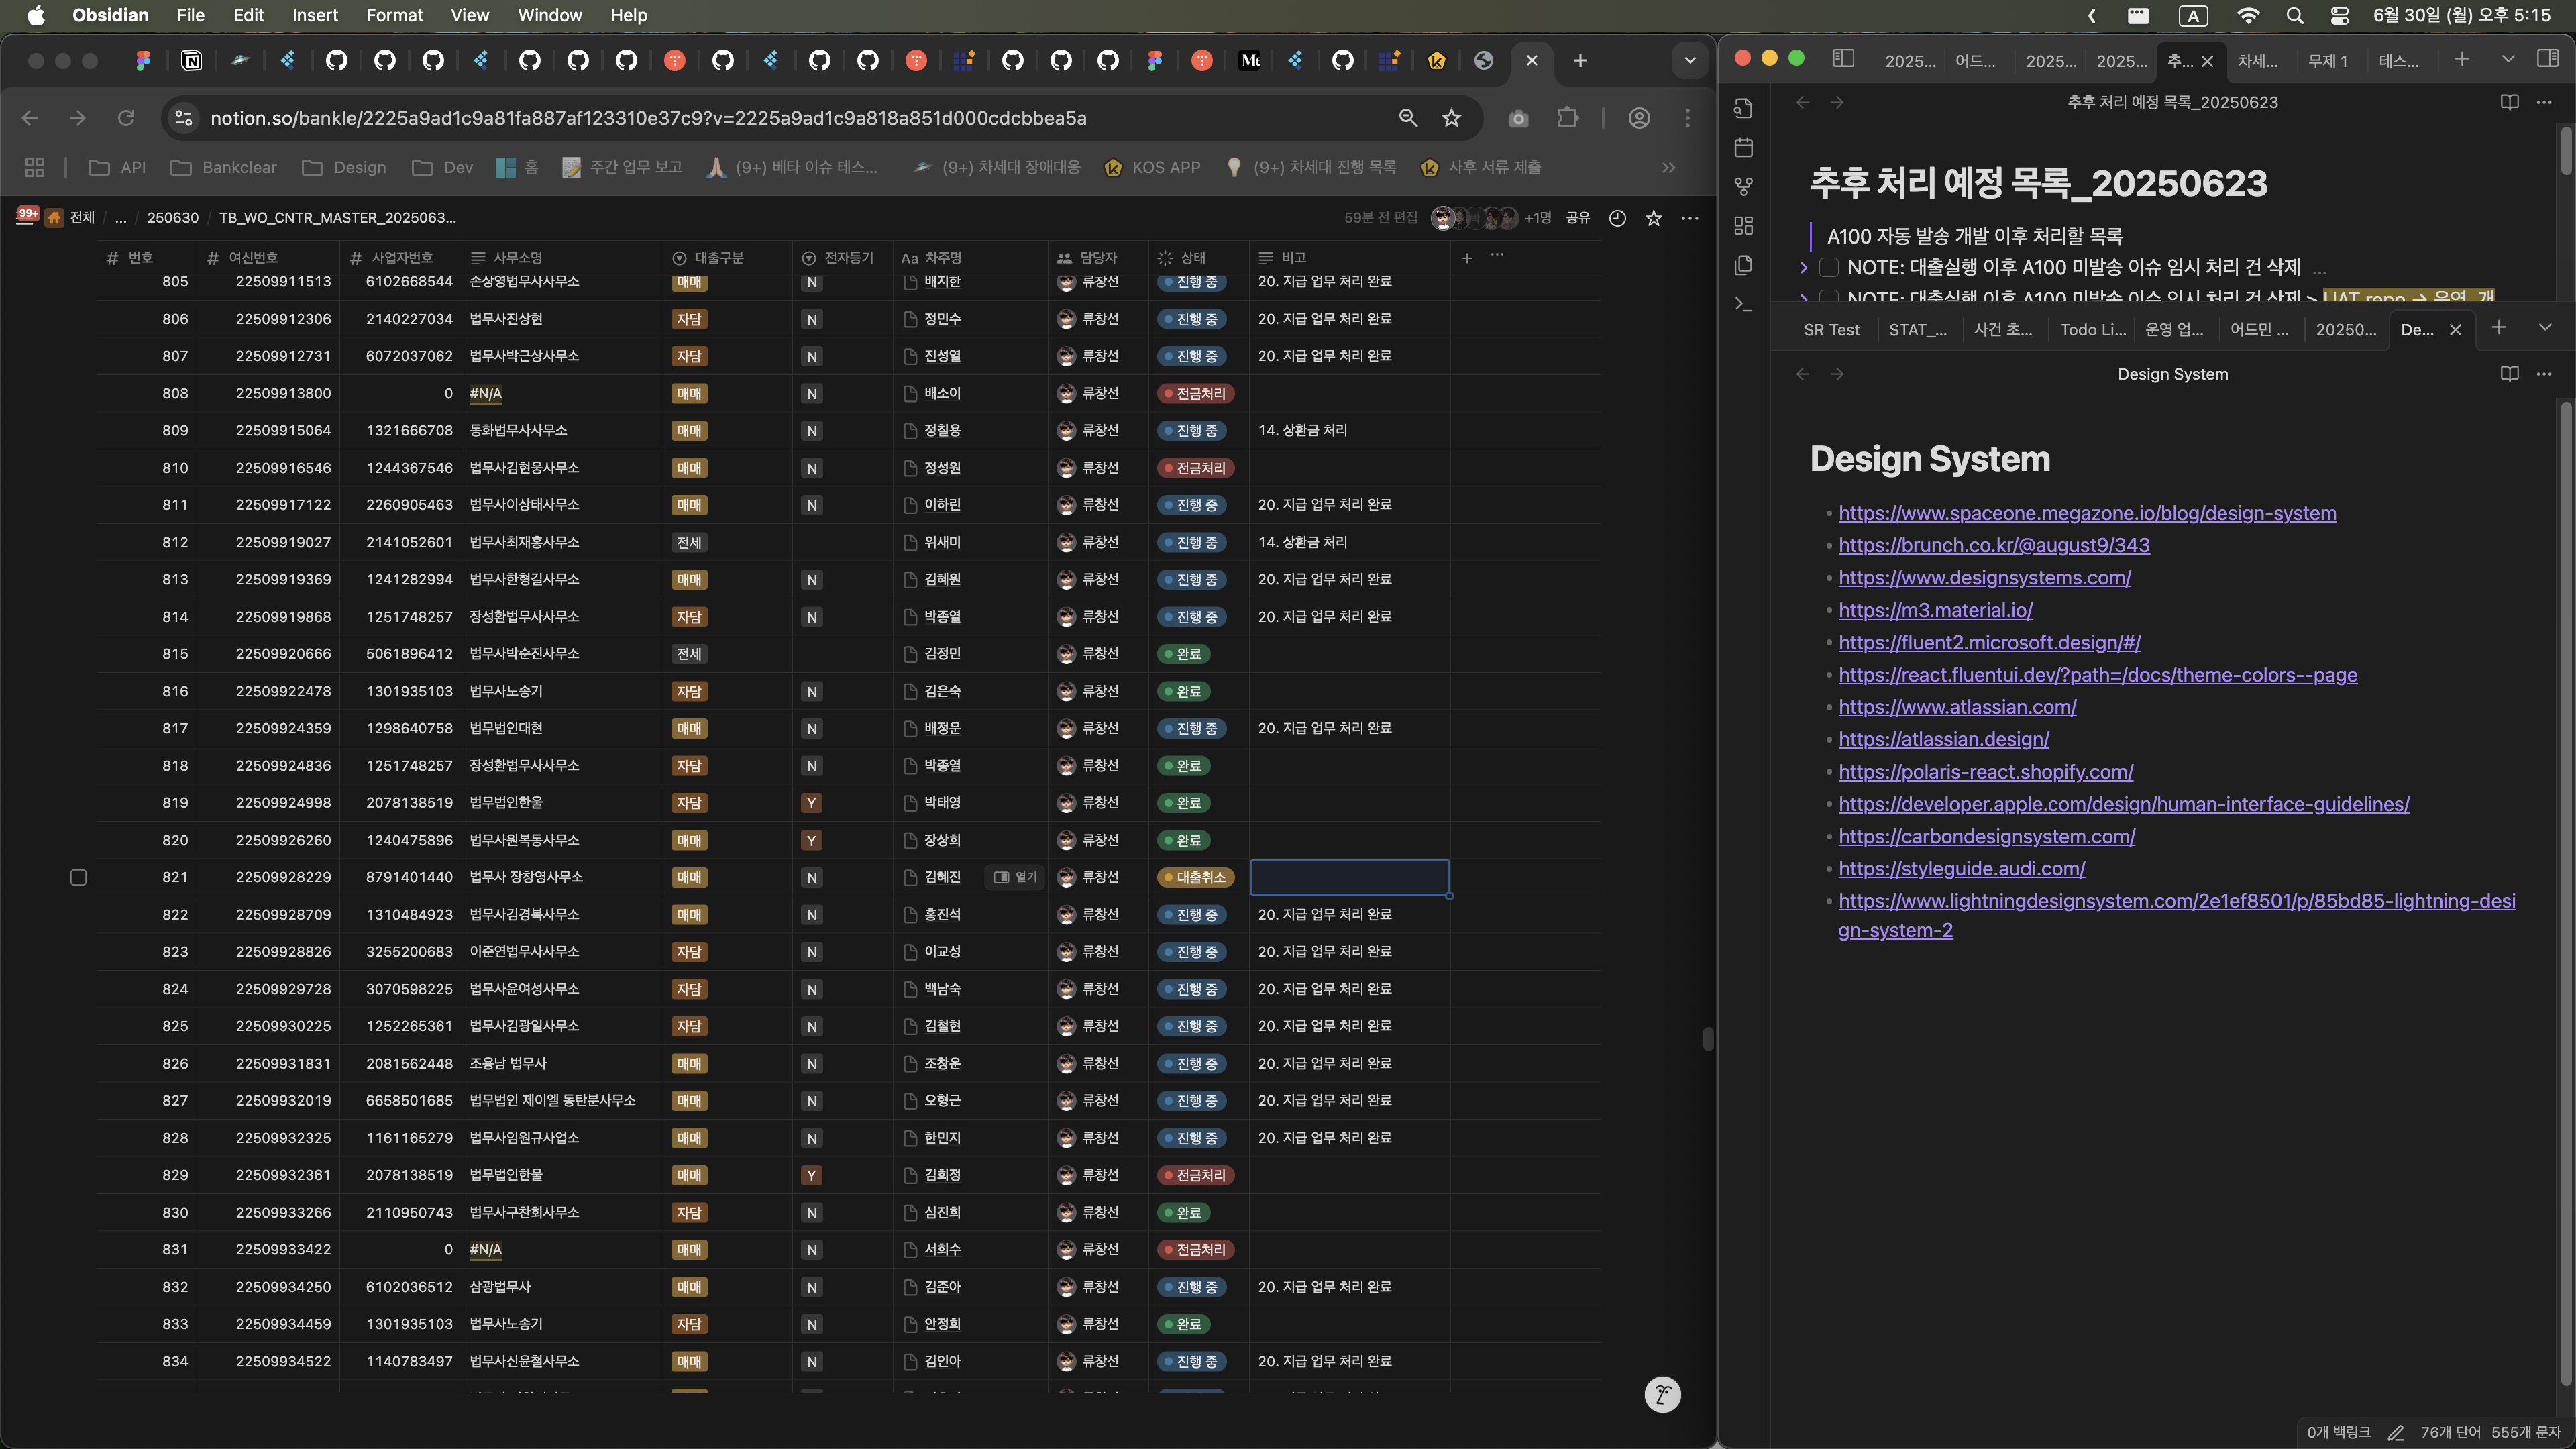 Obsidian File Edit Insert Format View Window Help
A 6월 30일 (월) 오후 5:15
notion.so/bankle/2225a9ad1c9a81fa887af123310e37c9?v=2225a9ad1c9a818a851d000cdcbbea5a
API Bankclear Design Dev 홈 주간 업무 보고 (9+) 베타 이슈 테스... (9+) 차세대 장애대응 KOS APP (9+) 차세대 진행 목록 사후 서류 제출
99+ 전체 / ... / 250630 / TB_WO_CNTR_MASTER_2025063...
59분 전 편집 +1명 공유
번호 여신번호 사업자번호 사무소명 대출구분 전자등기 Aa 차주명 담당자 상태 비고
805 22509911513 6102668544 손상영법무사사무소 매매 N 배지한 류창선 진행 중 20. 지급 업무 처리 완료
806 22509912306 2140227034 법무사진상현 자담 N 정민수 류창선 진행 중 20. 지급 업무 처리 완료
807 22509912731 6072037062 법무사박근상사무소 자담 N 진성열 류창선 진행 중 20. 지급 업무 처리 완료
808 22509913800 0 #N/A 매매 N 배소이 류창선 전금처리
809 22509915064 1321666708 동화법무사사무소 매매 N 정칠용 류창선 진행 중 14. 상환금 처리
810 22509916546 1244367546 법무사김현웅사무소 매매 N 정성원 류창선 전금처리
811 22509917122 2260905463 법무사이상태사무소 매매 N 이하린 류창선 진행 중 20. 지급 업무 처리 완료
812 22509919027 2141052601 법무사최재홍사무소 전세 위새미 류창선 진행 중 14. 상환금 처리
813 22509919369 1241282994 법무사한형길사무소 매매 N 김혜원 류창선 진행 중 20. 지급 업무 처리 완료
814 22509919868 1251748257 장성환법무사사무소 자담 N 박종열 류창선 진행 중 20. 지급 업무 처리 완료
815 22509920666 5061896412 법무사박순진사무소 전세 김정민 류창선 완료
816 22509922478 1301935103 법무사노송기 자담 N 김은숙 류창선 완료
817 22509924359 1298640758 법무법인대현 매매 N 배정운 류창선 진행 중 20. 지급 업무 처리 완료
818 22509924836 1251748257 장성환법무사사무소 자담 N 박종열 류창선 완료
819 22509924998 2078138519 법무법인한울 자담 Y 박태영 류창선 완료
820 22509926260 1240475896 법무사원복동사무소 매매 Y 장상희 류창선 완료
821 22509928229 8791401440 법무사 장창영사무소 매매 N 김혜진 열기 류창선 대출취소
822 22509928709 1310484923 법무사김경복사무소 매매 N 홍진석 류창선 진행 중 20. 지급 업무 처리 완료
823 22509928826 3255200683 이준연법무사사무소 자담 N 이교성 류창선 진행 중 20. 지급 업무 처리 완료
824 22509929728 3070598225 법무사윤여성사무소 자담 N 백남숙 류창선 진행 중 20. 지급 업무 처리 완료
825 22509930225 1252265361 법무사김광일사무소 자담 N 김철현 류창선 진행 중 20. 지급 업무 처리 완료
826 22509931831 2081562448 조용남 법무사 매매 N 조창운 류창선 진행 중 20. 지급 업무 처리 완료
827 22509932019 6658501685 법무법인 제이엘 동탄분사무소 매매 N 오형근 류창선 진행 중 20. 지급 업무 처리 완료
828 22509932325 1161165279 법무사임원규사업소 매매 N 한민지 류창선 진행 중 20. 지급 업무 처리 완료
829 22509932361 2078138519 법무법인한울 매매 Y 김희정 류창선 전금처리
830 22509933266 2110950743 법무사구찬회사무소 자담 N 심진희 류창선 완료
831 22509933422 0 #N/A 매매 N 서희수 류창선 전금처리
832 22509934250 6102036512 삼광법무사 매매 N 김준아 류창선 진행 중 20. 지급 업무 처리 완료
833 22509934459 1301935103 법무사노송기 자담 N 안정희 류창선 완료
834 22509934522 1140783497 법무사신윤철사무소 매매 N 김인아 류창선 진행 중 20. 지급 업무 처리 완료
2025... 어드... 2025... 2025... 추... 차세... 무제 1 테스...
추후 처리 예정 목록_20250623
추후 처리 예정 목록_20250623
A100 자동 발송 개발 이후 처리할 목록
NOTE: 대출실행 이후 A100 미발송 이슈 임시 처리 건 삭제 ...
NOTE: 대출실행 이후 A100 미발송 이슈 임시 처리 건 삭제 > UAT repo → 운영, 개
SR Test STAT_... 사건 초... Todo Li... 운영 업... 어드민 ... 20250... De...
Design System
Design System
https://www.spaceone.megazone.io/blog/design-system
https://brunch.co.kr/@august9/343
https://www.designsystems.com/
https://m3.material.io/
https://fluent2.microsoft.design/#/
https://react.fluentui.dev/?path=/docs/theme-colors--page
https://www.atlassian.com/
https://atlassian.design/
https://polaris-react.shopify.com/
https://developer.apple.com/design/human-interface-guidelines/
https://carbondesignsystem.com/
https://styleguide.audi.com/
https://www.lightningdesignsystem.com/2e1ef8501/p/85bd85-lightning-desi
gn-system-2
0개 백링크 76개 단어 555개 문자